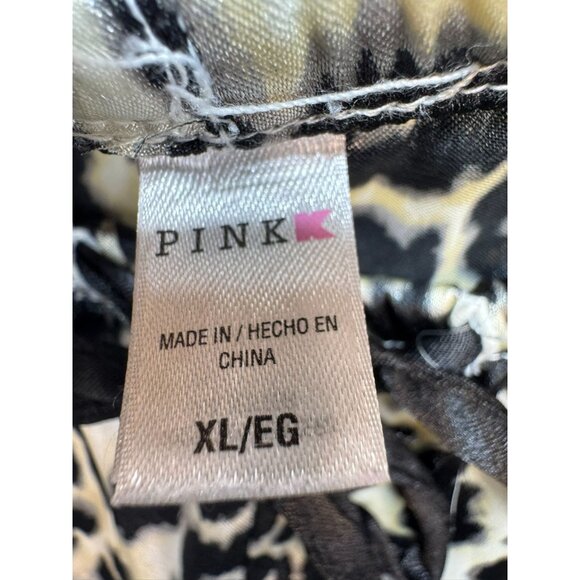 PINK K
MADE IN / HECHO EN
CHINA
XL/EG